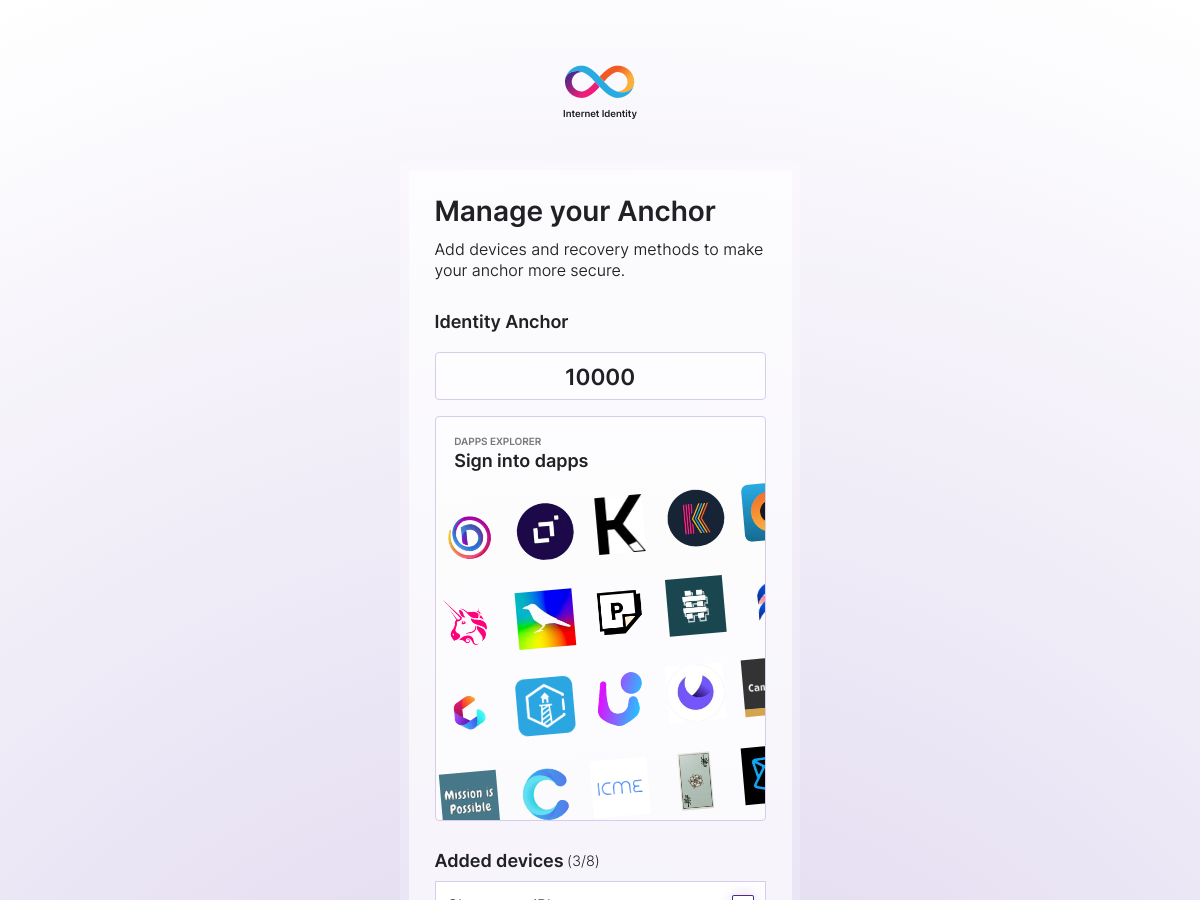 Internet Identity
Manage your Anchor
Add devices and recovery methods to make
your anchor more secure.
Identity Anchor
10000
DAPPS EXPLORER
Sign into dapps
P
Can
Mission is
Possible
ICME
Added devices (3/8)